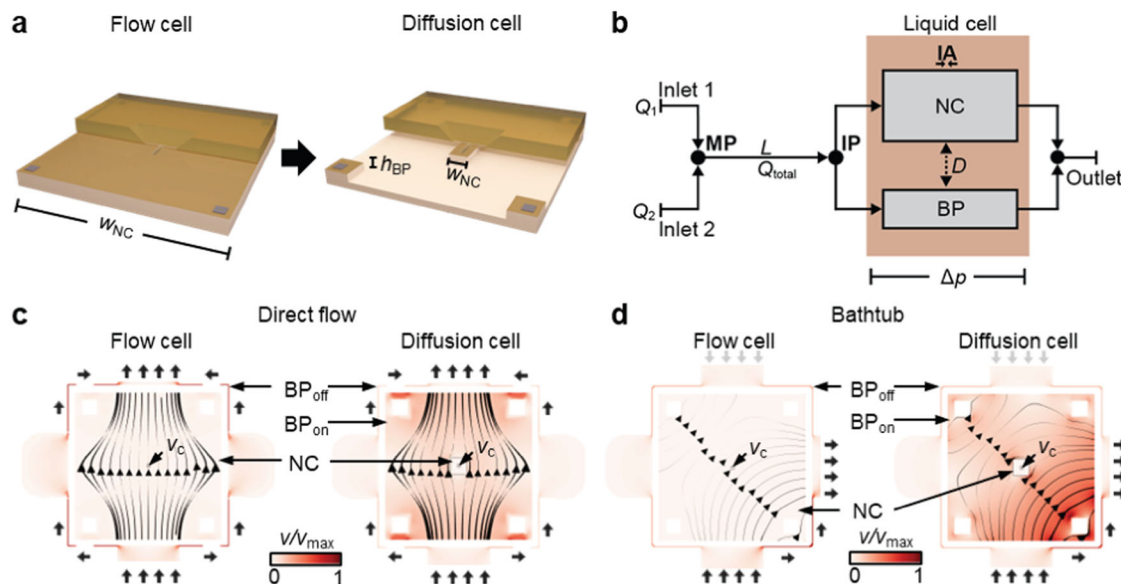 a
Flow cell
Diffusion cell
h_BP
w_NC
w_NC
b
Liquid cell
IA
NC
Inlet 1
Q_1
MP
L
IP
Q_total
D
Outlet
Q_2
Inlet 2
BP
Δp
c
Direct flow
Flow cell
Diffusion cell
BP_off
BP_on
v_c
v_c
NC
v/v_max
0
1
d
Bathtub
Flow cell
Diffusion cell
BP_off
BP_on
v_c
v_c
NC
v/v_max
0
1